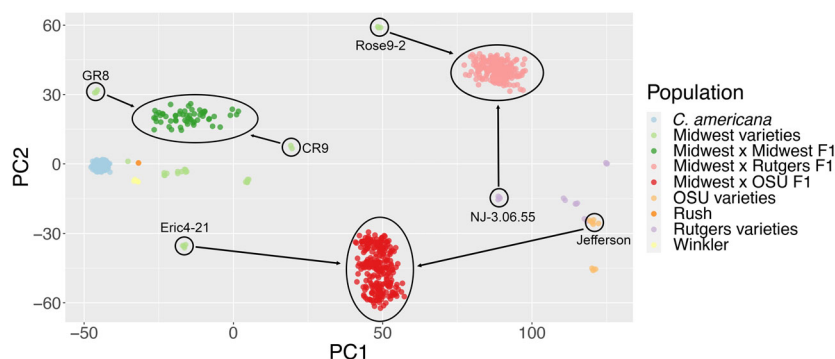 60
30
0
−30
−60
PC2
−50
0
50
100
PC1
Rose9-2
GR8
CR9
NJ-3.06.55
Eric4-21
Jefferson
Population
C. americana
Midwest varieties
Midwest x Midwest F1
Midwest x Rutgers F1
Midwest x OSU F1
OSU varieties
Rush
Rutgers varieties
Winkler